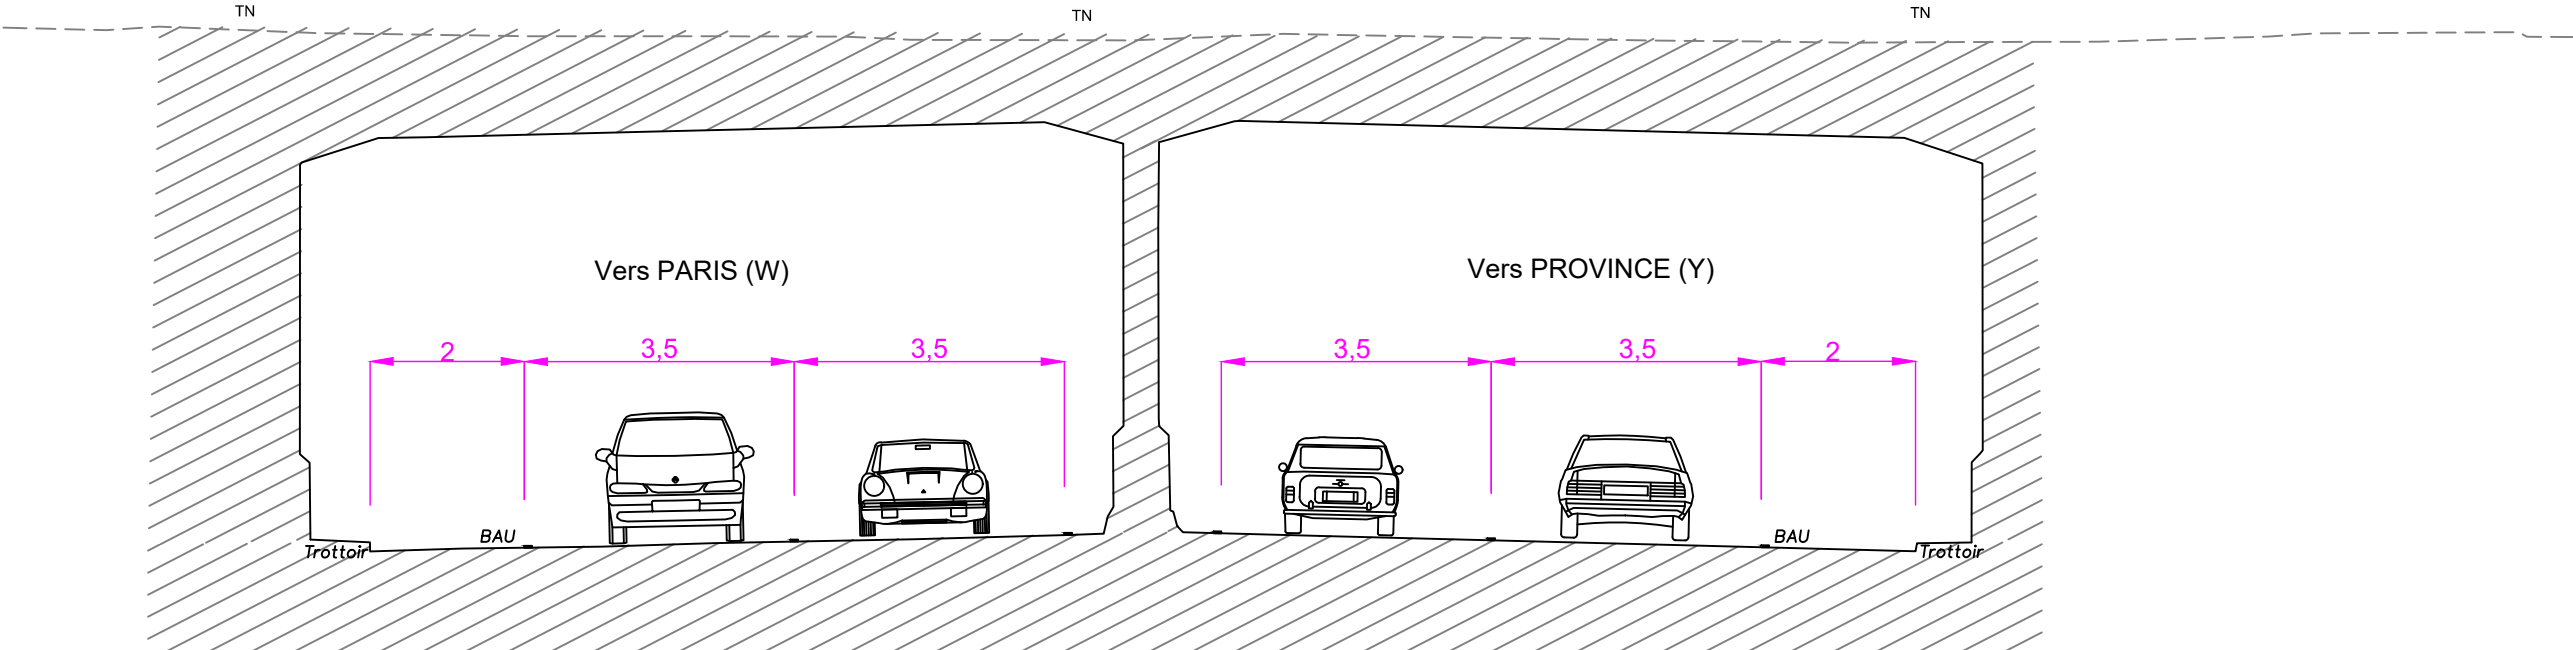 TN
TN
TN
Vers PARIS (W)
Vers PROVINCE (Y)
2
3,5
3,5
3,5
3,5
2
BAU
BAU
Trottoir
Trottoir